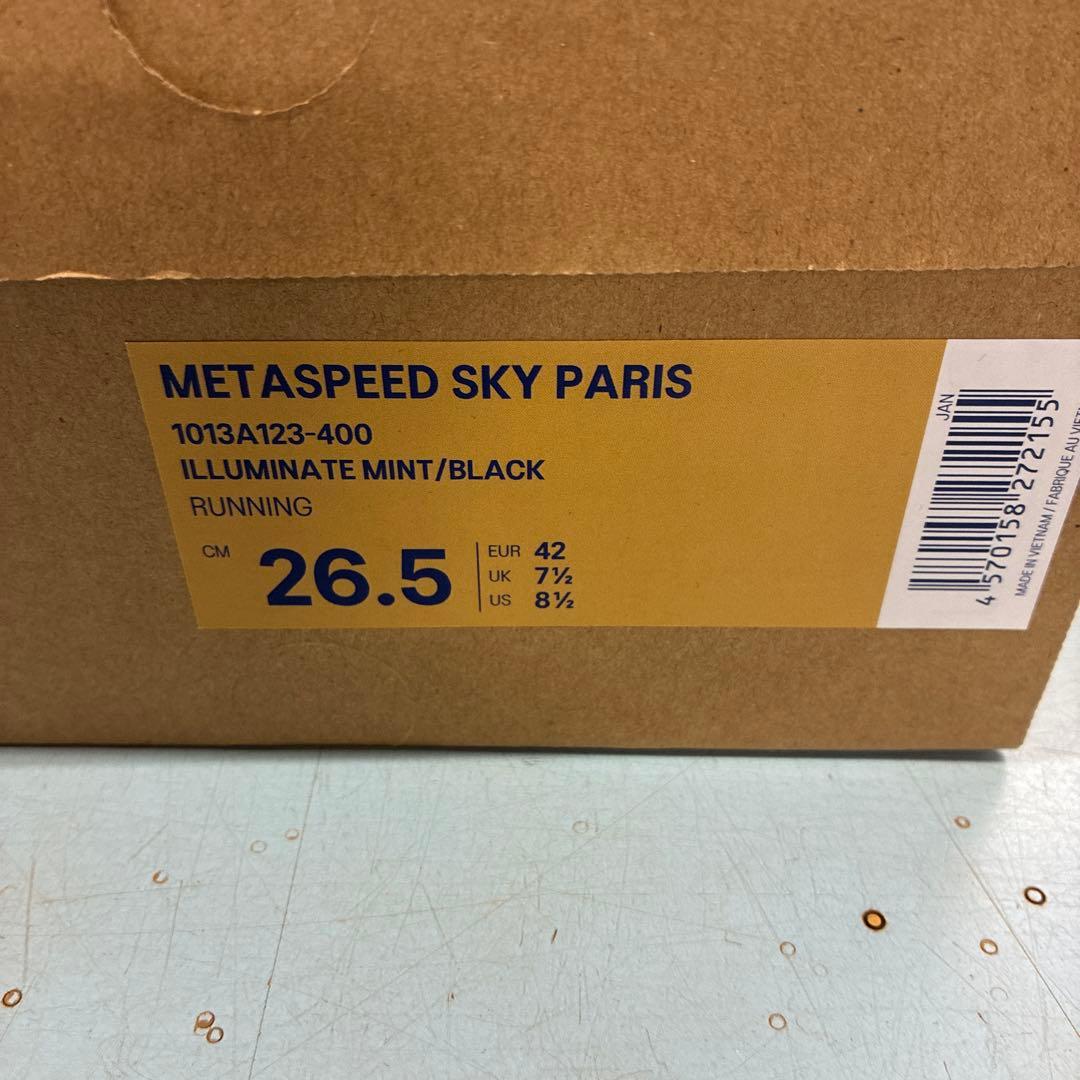 METASPEED SKY PARIS
1013A123-400
ILLUMINATE MINT/BLACK
RUNNING
CM 26.5
EUR 42
UK 7½
US 8½
JAN
4 570158 272155
MADE IN VIETNAM / FABRIQUE AU